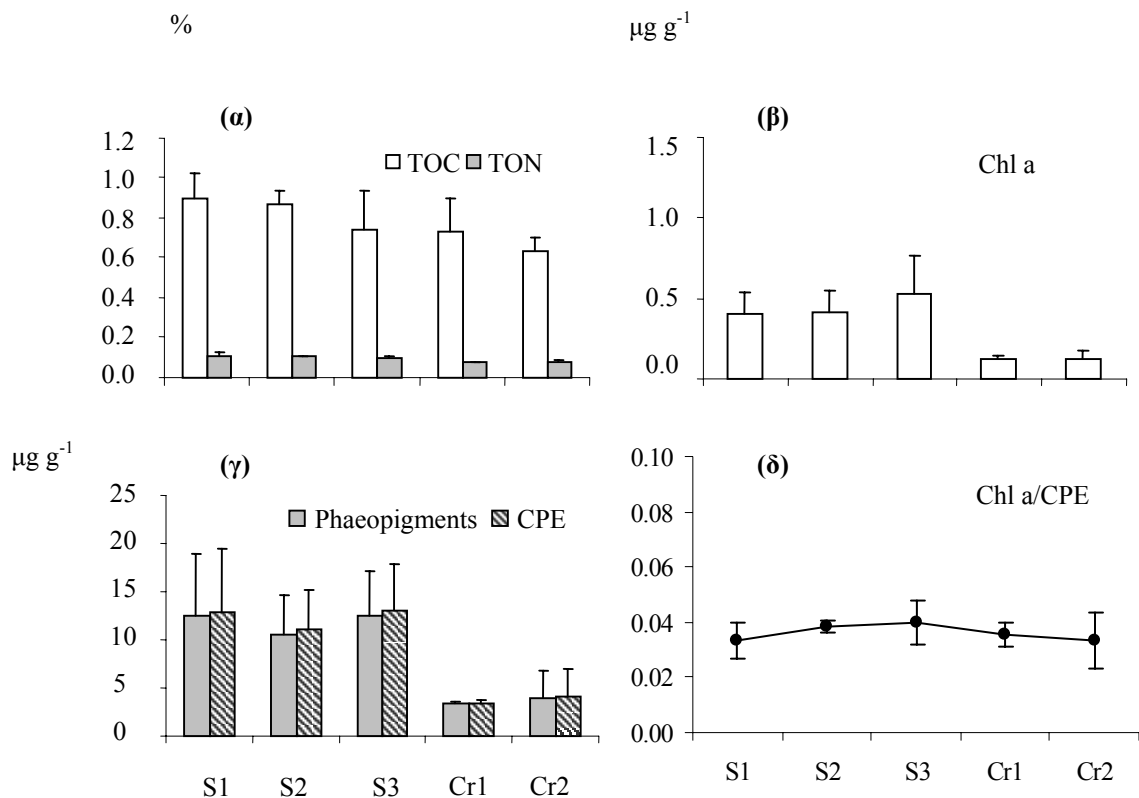 %
μg g-1
(α)
1.2
1.0
0.8
0.6
0.4
0.2
0.0
TOC TON
(β)
1.5
1.0
0.5
0.0
Chl a
μg g-1
(γ)
25
20
15
10
5
0
Phaeopigments CPE
S1 S2 S3 Cr1 Cr2
(δ)
0.10
0.08
0.06
0.04
0.02
0.00
Chl a/CPE
S1 S2 S3 Cr1 Cr2